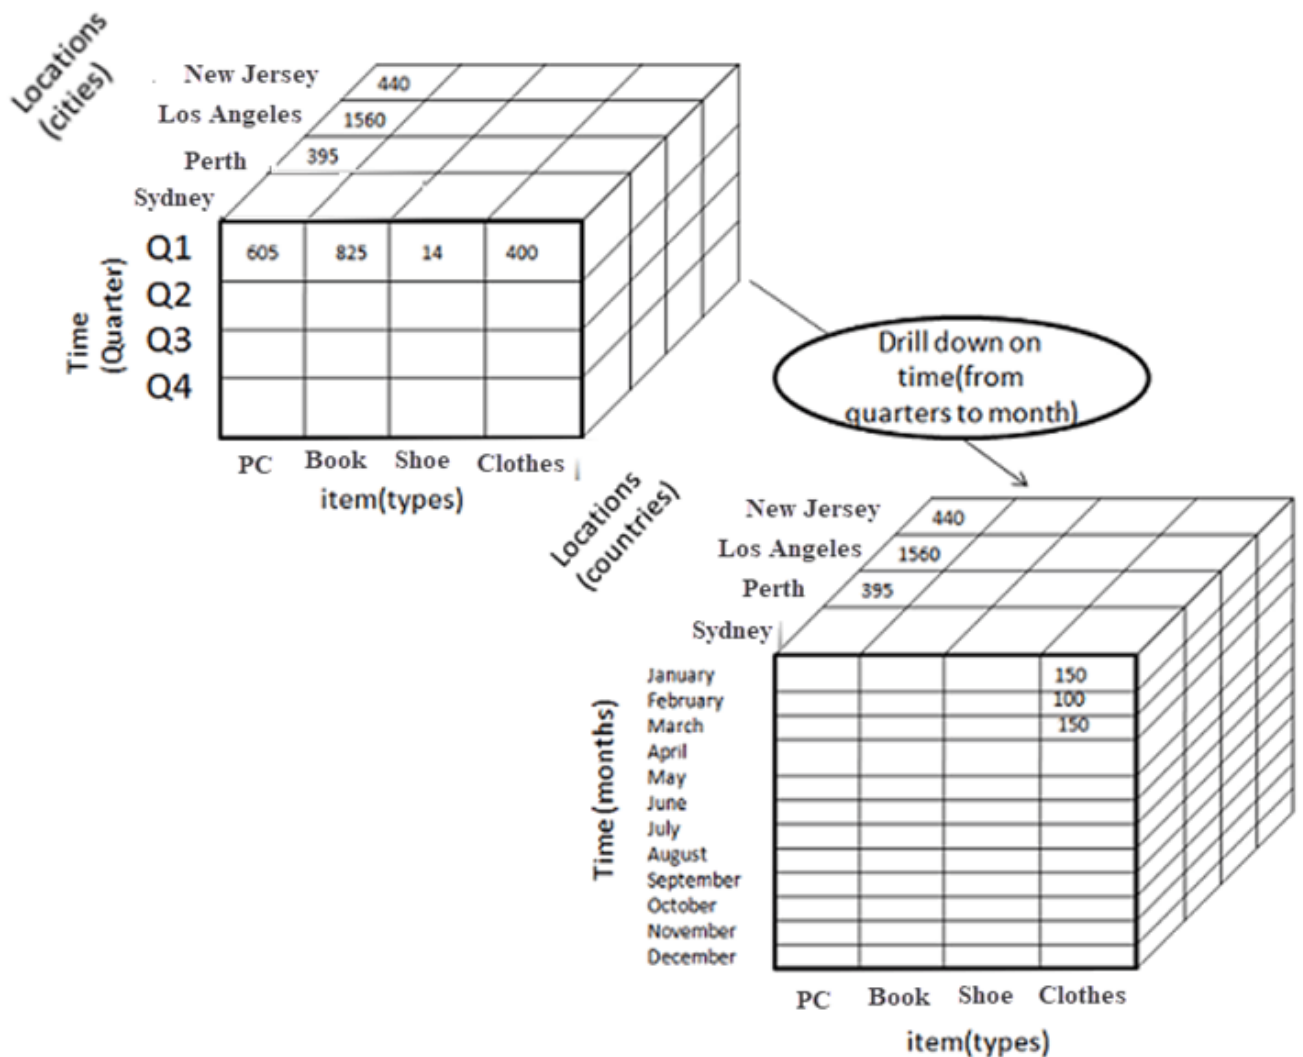 Locations
(cities)
New Jersey
Los Angeles
Perth
Sydney
440
1560
395
Time
(Quarter)
Q1
Q2
Q3
Q4
605 825 14 400
PC Book Shoe Clothes
item(types)
Drill down on
time(from
quarters to month)
Locations
(countries)
New Jersey
Los Angeles
Perth
Sydney
440
1560
395
Time (months)
January 150
February 100
March 150
April
May
June
July
August
September
October
November
December
PC Book Shoe Clothes
item(types)